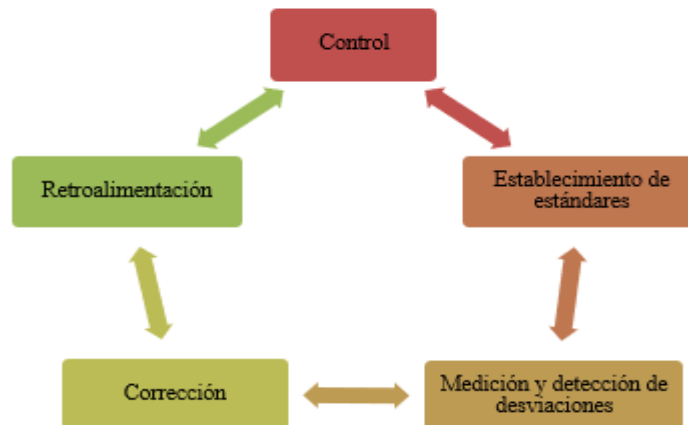 Control
Retroalimentación
Establecimiento de
estándares
Corrección
Medición y detección de
desviaciones